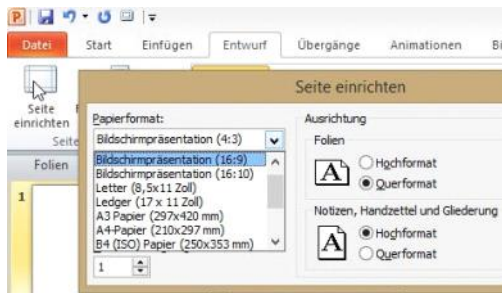 Datei Start Einfügen Entwurf Übergänge Animationen
Seite einrichten
Seite
einrichten
Papierformat:
Ausrichtung
Bildschirmpräsentation (4:3)
Folien
Bildschirmpräsentation (16:9)
Hochformat
Bildschirmpräsentation (16:10)
Letter (8,5x11 Zoll)
Querformat
Ledger (17 x 11 Zoll)
A3 Papier (297x420 mm)
Notizen, Handzettel und Gliederung
A4-Papier (210x297 mm)
Hochformat
B4 (ISO) Papier (250x353 mm)
Querformat
1
Seite
Folien
1